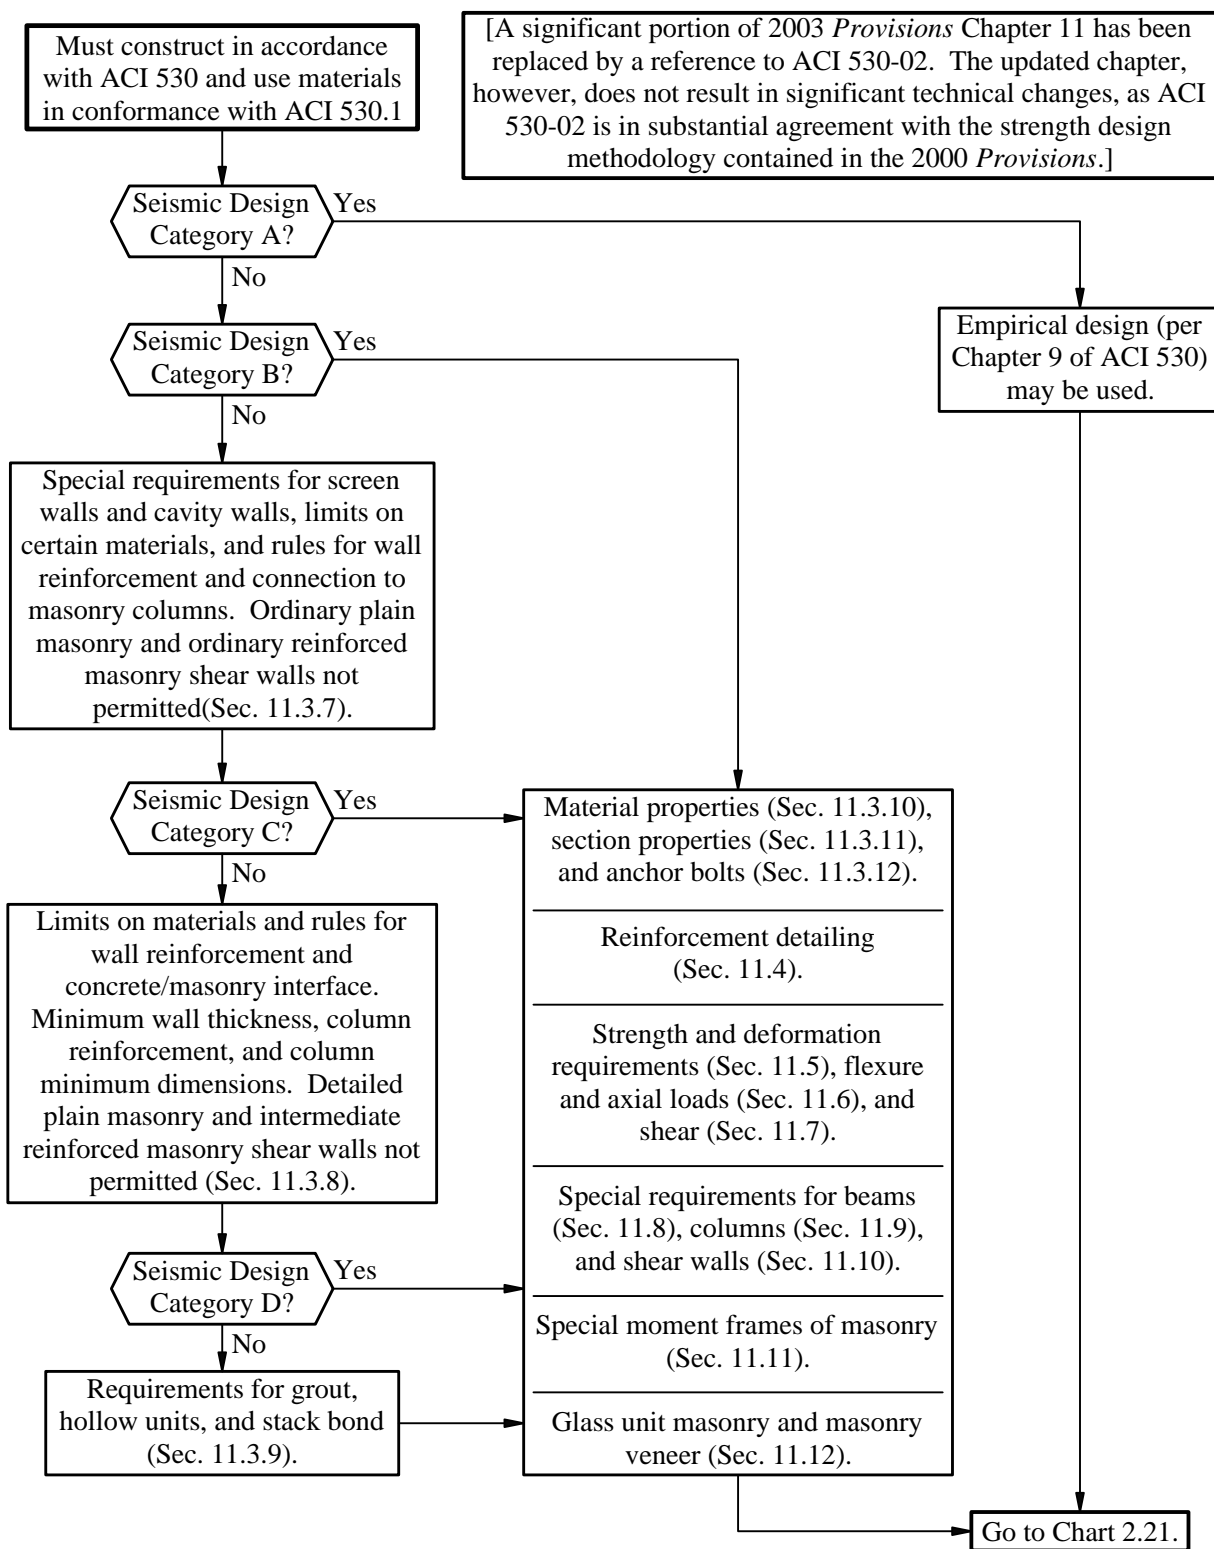 Must construct in accordance
with ACI 530 and use materials
in conformance with ACI 530.1
[A significant portion of 2003 Provisions Chapter 11 has been
replaced by a reference to ACI 530-02.  The updated chapter,
however, does not result in significant technical changes, as ACI
530-02 is in substantial agreement with the strength design
methodology contained in the 2000 Provisions.]
Seismic Design
Category A?
Yes
No
Seismic Design
Category B?
Yes
No
Empirical design (per
Chapter 9 of ACI 530)
may be used.
Special requirements for screen
walls and cavity walls, limits on
certain materials, and rules for wall
reinforcement and connection to
masonry columns.  Ordinary plain
masonry and ordinary reinforced
masonry shear walls not
permitted(Sec. 11.3.7).
Seismic Design
Category C?
Yes
No
Limits on materials and rules for
wall reinforcement and
concrete/masonry interface.
Minimum wall thickness, column
reinforcement, and column
minimum dimensions.  Detailed
plain masonry and intermediate
reinforced masonry shear walls not
permitted (Sec. 11.3.8).
Seismic Design
Category D?
Yes
No
Requirements for grout,
hollow units, and stack bond
(Sec. 11.3.9).
Material properties (Sec. 11.3.10),
section properties (Sec. 11.3.11),
and anchor bolts (Sec. 11.3.12).
Reinforcement detailing
(Sec. 11.4).
Strength and deformation
requirements (Sec. 11.5), flexure
and axial loads (Sec. 11.6), and
shear (Sec. 11.7).
Special requirements for beams
(Sec. 11.8), columns (Sec. 11.9),
and shear walls (Sec. 11.10).
Special moment frames of masonry
(Sec. 11.11).
Glass unit masonry and masonry
veneer (Sec. 11.12).
Go to Chart 2.21.